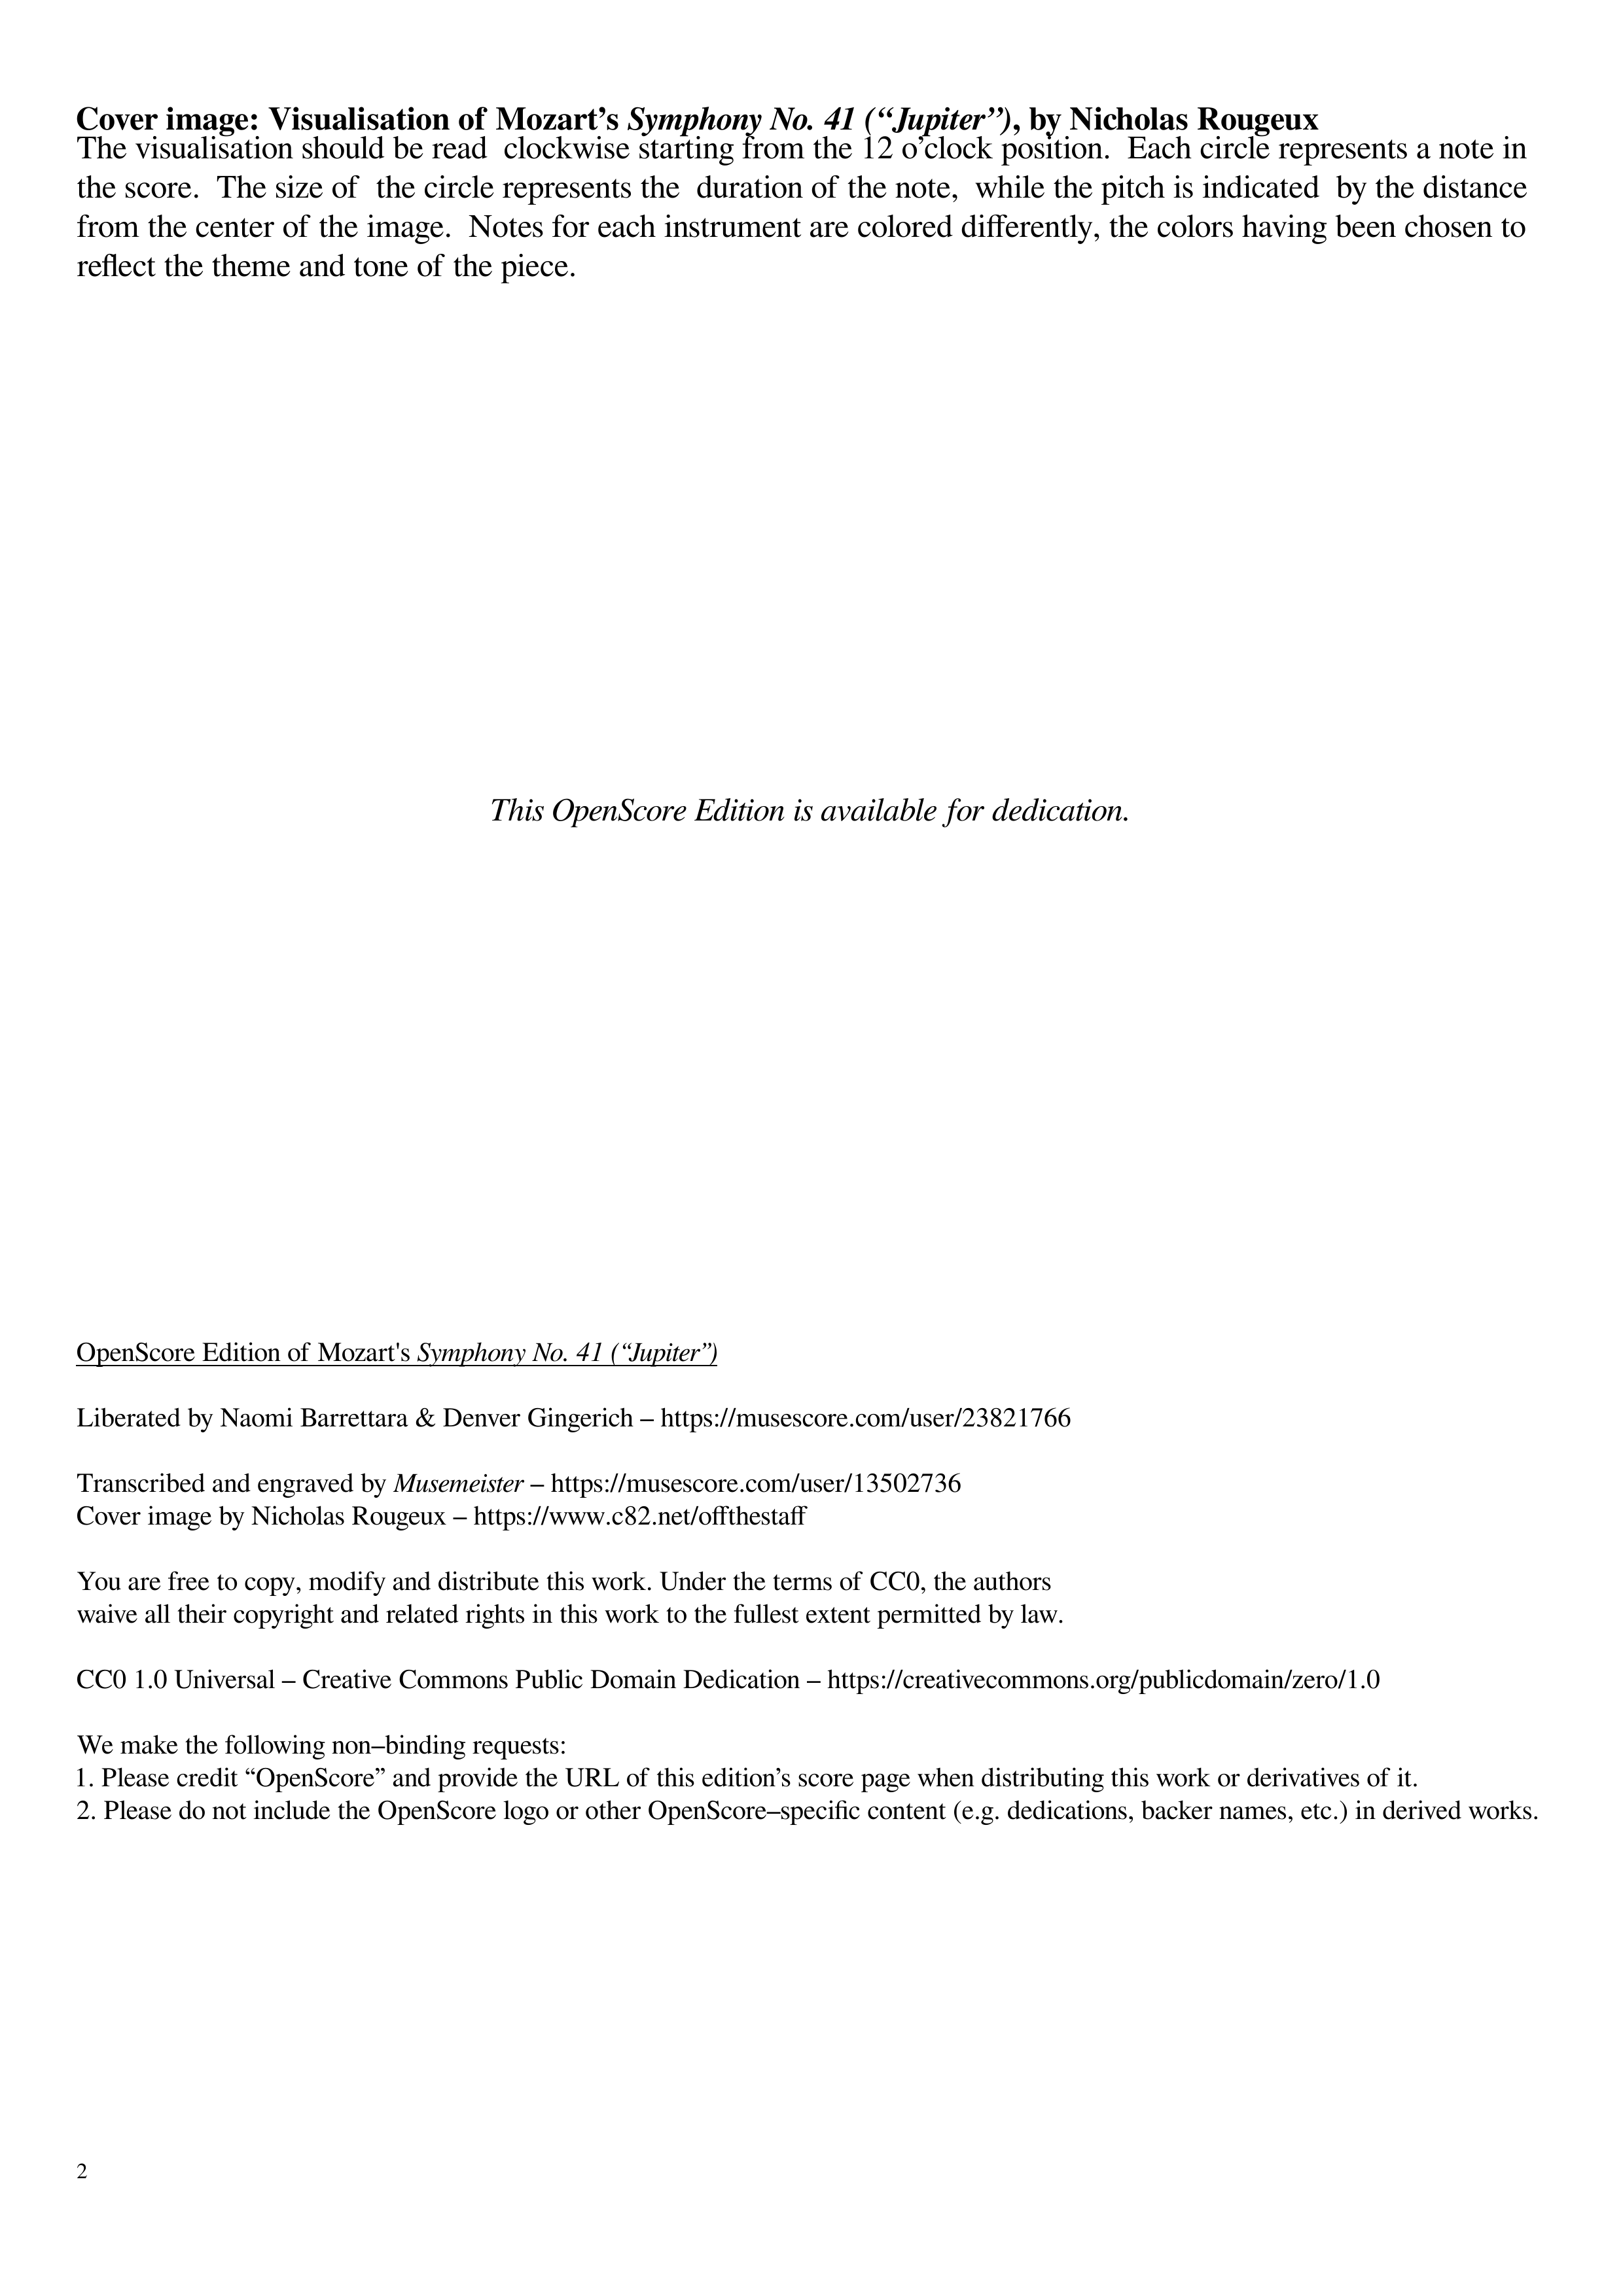 Cover image: Visualisation of Mozart’s Symphony No. 41 (“Jupiter”), by Nicholas Rougeux
The visualisation should be read clockwise starting from the 12 o’clock position. Each circle represents a note in
the score. The size of the circle represents the duration of the note, while the pitch is indicated by the distance
from the center of the image. Notes for each instrument are colored differently, the colors having been chosen to
reflect the theme and tone of the piece.
This OpenScore Edition is available for dedication.
OpenScore Edition of Mozart's Symphony No. 41 (“Jupiter”)
Liberated by Naomi Barrettara & Denver Gingerich – https://musescore.com/user/23821766
Transcribed and engraved by Musemeister – https://musescore.com/user/13502736
Cover image by Nicholas Rougeux – https://www.c82.net/offthestaff
You are free to copy, modify and distribute this work. Under the terms of CC0, the authors
waive all their copyright and related rights in this work to the fullest extent permitted by law.
CC0 1.0 Universal – Creative Commons Public Domain Dedication – https://creativecommons.org/publicdomain/zero/1.0
We make the following non–binding requests:
1. Please credit “OpenScore” and provide the URL of this edition’s score page when distributing this work or derivatives of it.
2. Please do not include the OpenScore logo or other OpenScore–specific content (e.g. dedications, backer names, etc.) in derived works.
2